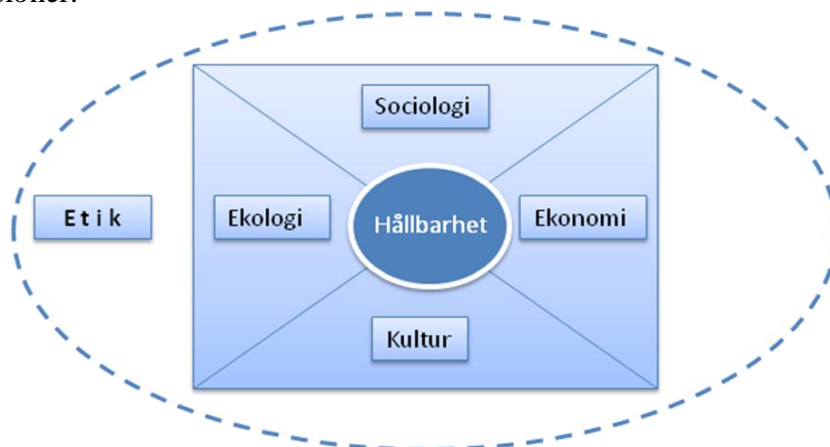 Sociologi
Etik
Ekologi
Hållbarhet
Ekonomi
Kultur